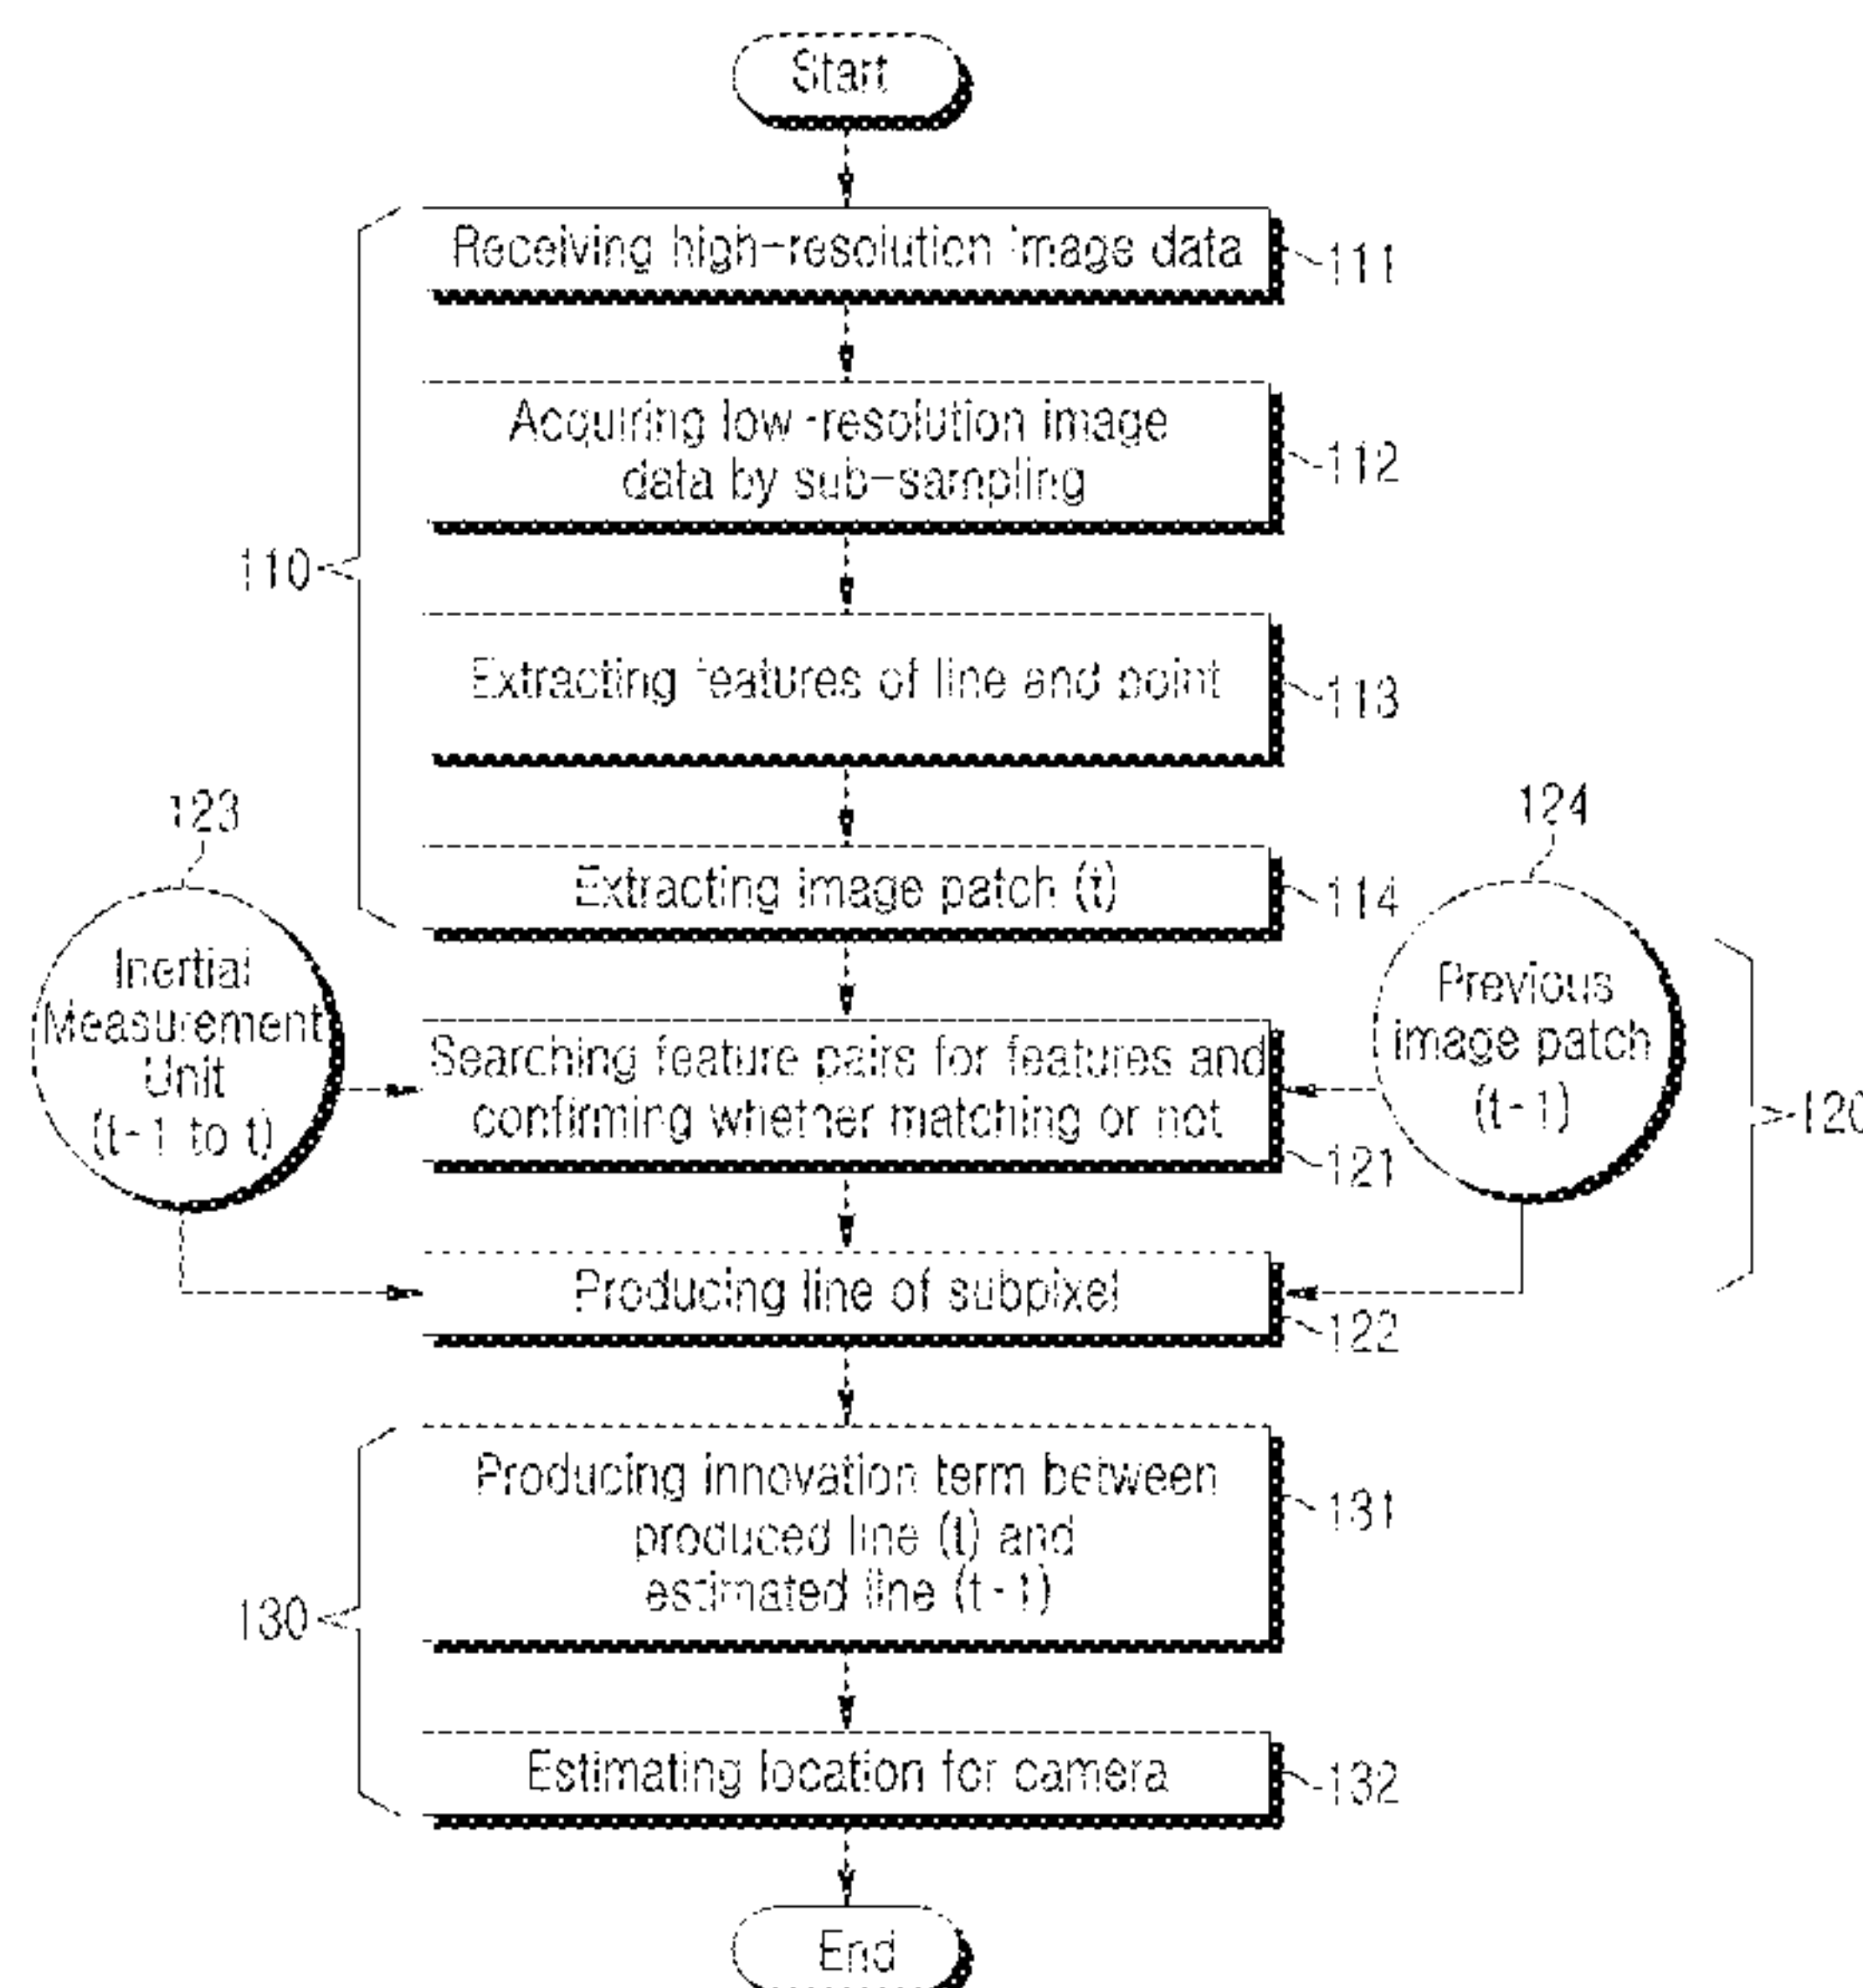 Start
Receiving high-resolution image data
111
Acquiring low-resolution image
data by sub-sampling
112
110
Extracting features of line and point
113
123
124
Extracting image patch (t)
114
Inertial
Measurement
Unit
(t-1 to t)
Previous
image patch
(t-1)
Searching feature pairs for features and
confirming whether matching or not
120
121
Producing line of subpixel
122
Producing innovation term between
produced line (t) and
estimated line (t-1)
131
130
Estimating location for camera
132
End